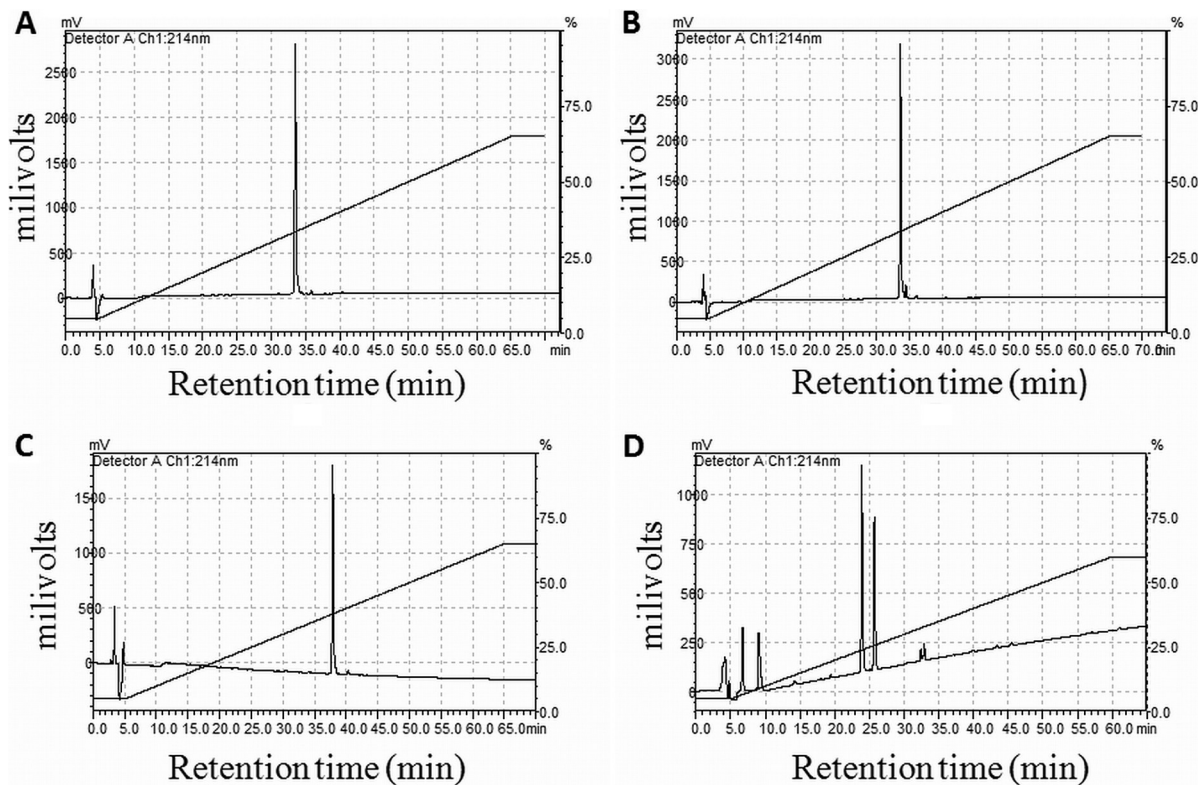 A
mV
%
Detector A Ch1:214nm
2500
2000
1500
1000
500
0
75.0
50.0
25.0
0.0
milivolts
0.0 5.0 10.0 15.0 20.0 25.0 30.0 35.0 40.0 45.0 50.0 55.0 60.0 65.0 min
Retention time (min)
B
mV
%
Detector A Ch1:214nm
3000
2500
2000
1500
1000
500
0
75.0
50.0
25.0
0.0
milivolts
0.0 5.0 10.0 15.0 20.0 25.0 30.0 35.0 40.0 45.0 50.0 55.0 60.0 65.0 70.0 min
Retention time (min)
C
mV
%
Detector A Ch1:214nm
1500
1000
500
0
75.0
50.0
25.0
0.0
milivolts
0.0 5.0 10.0 15.0 20.0 25.0 30.0 35.0 40.0 45.0 50.0 55.0 60.0 65.0 min
Retention time (min)
D
mV
%
Detector A Ch1:214nm
1000
750
500
250
0
75.0
50.0
25.0
0.0
milivolts
0.0 5.0 10.0 15.0 20.0 25.0 30.0 35.0 40.0 45.0 50.0 55.0 60.0 min
Retention time (min)